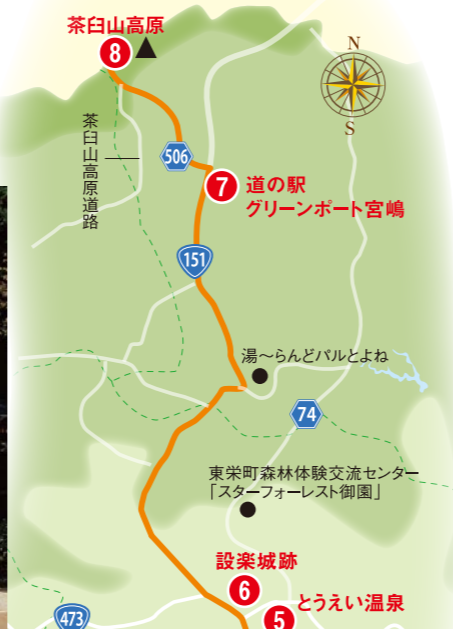 茶臼山高原
8
N
S
茶臼山高原道路
506
7
道の駅
グリーンポート宮嶋
151
湯～らんどパルとよね
74
東栄町森林体験交流センター
「スターフォーレスト御園」
設楽城跡
6
とうえい温泉
5
473